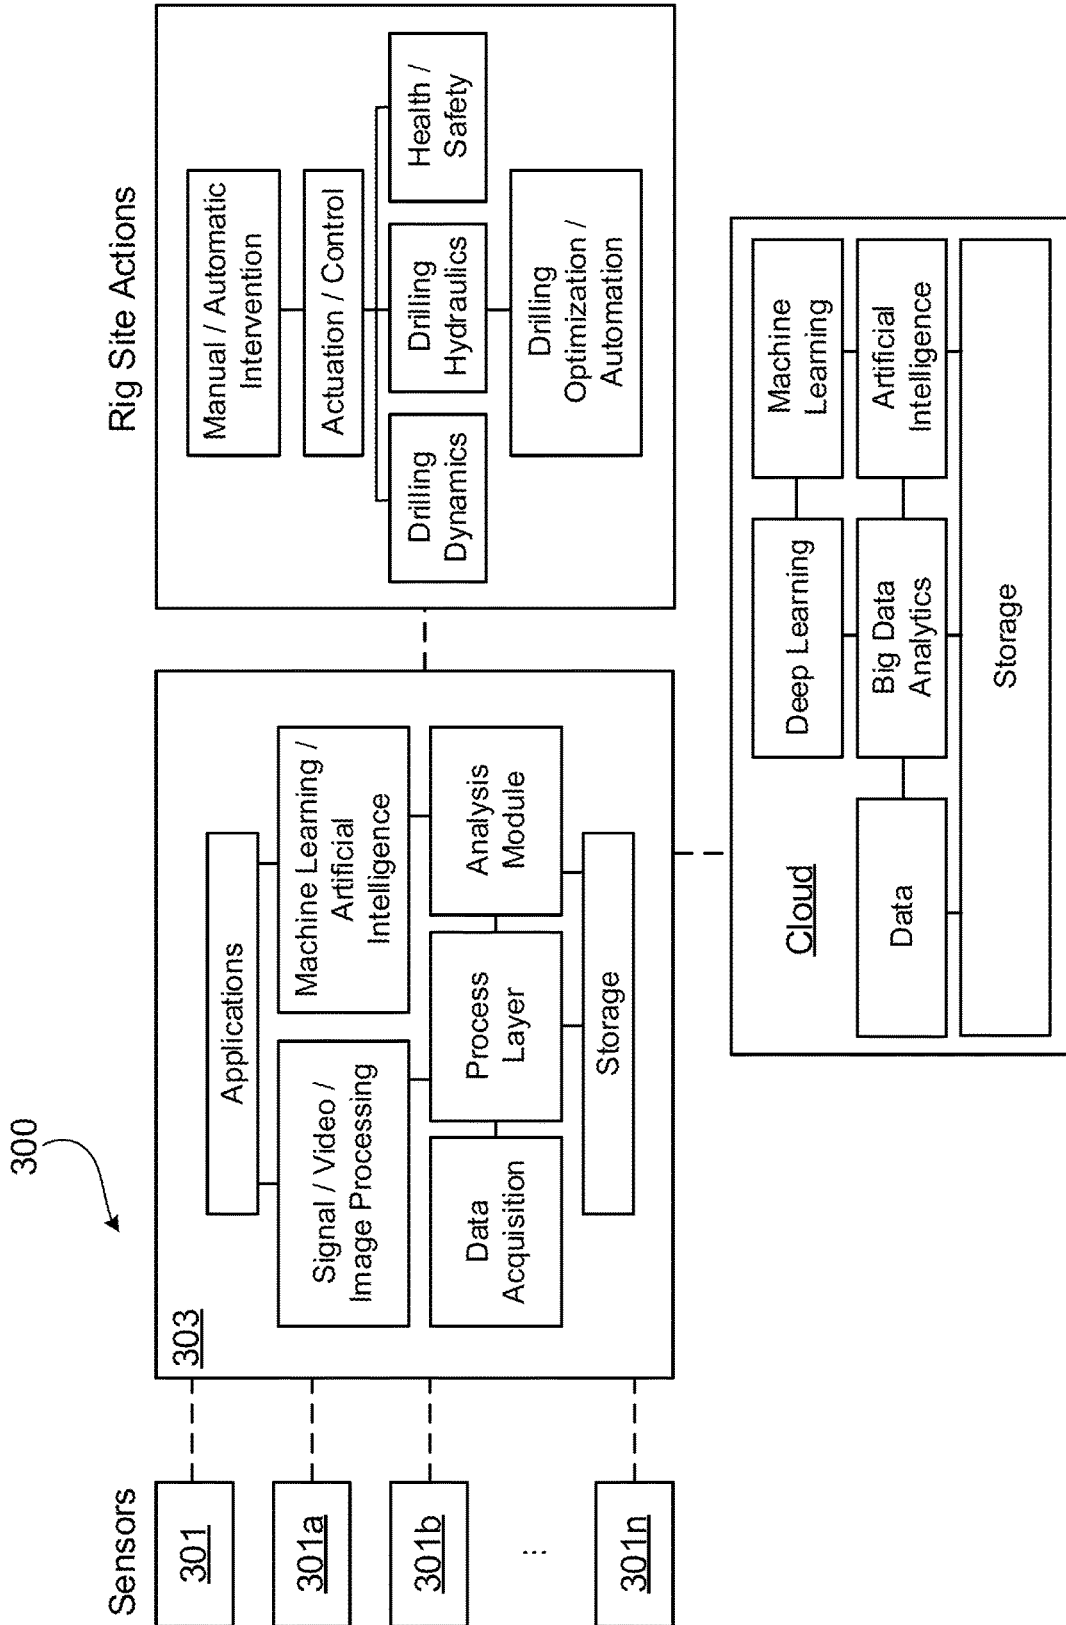 300
Sensors
301
301a
301b
...
301n
303
Applications
Signal / Video /
Image Processing
Machine Learning /
Artificial
Intelligence
Data
Acquisition
Process
Layer
Analysis
Module
Storage
Rig Site Actions
Manual / Automatic
Intervention
Actuation / Control
Drilling
Dynamics
Drilling
Hydraulics
Health /
Safety
Drilling
Optimization /
Automation
Cloud
Deep Learning
Machine
Learning
Data
Big Data
Analytics
Artificial
Intelligence
Storage